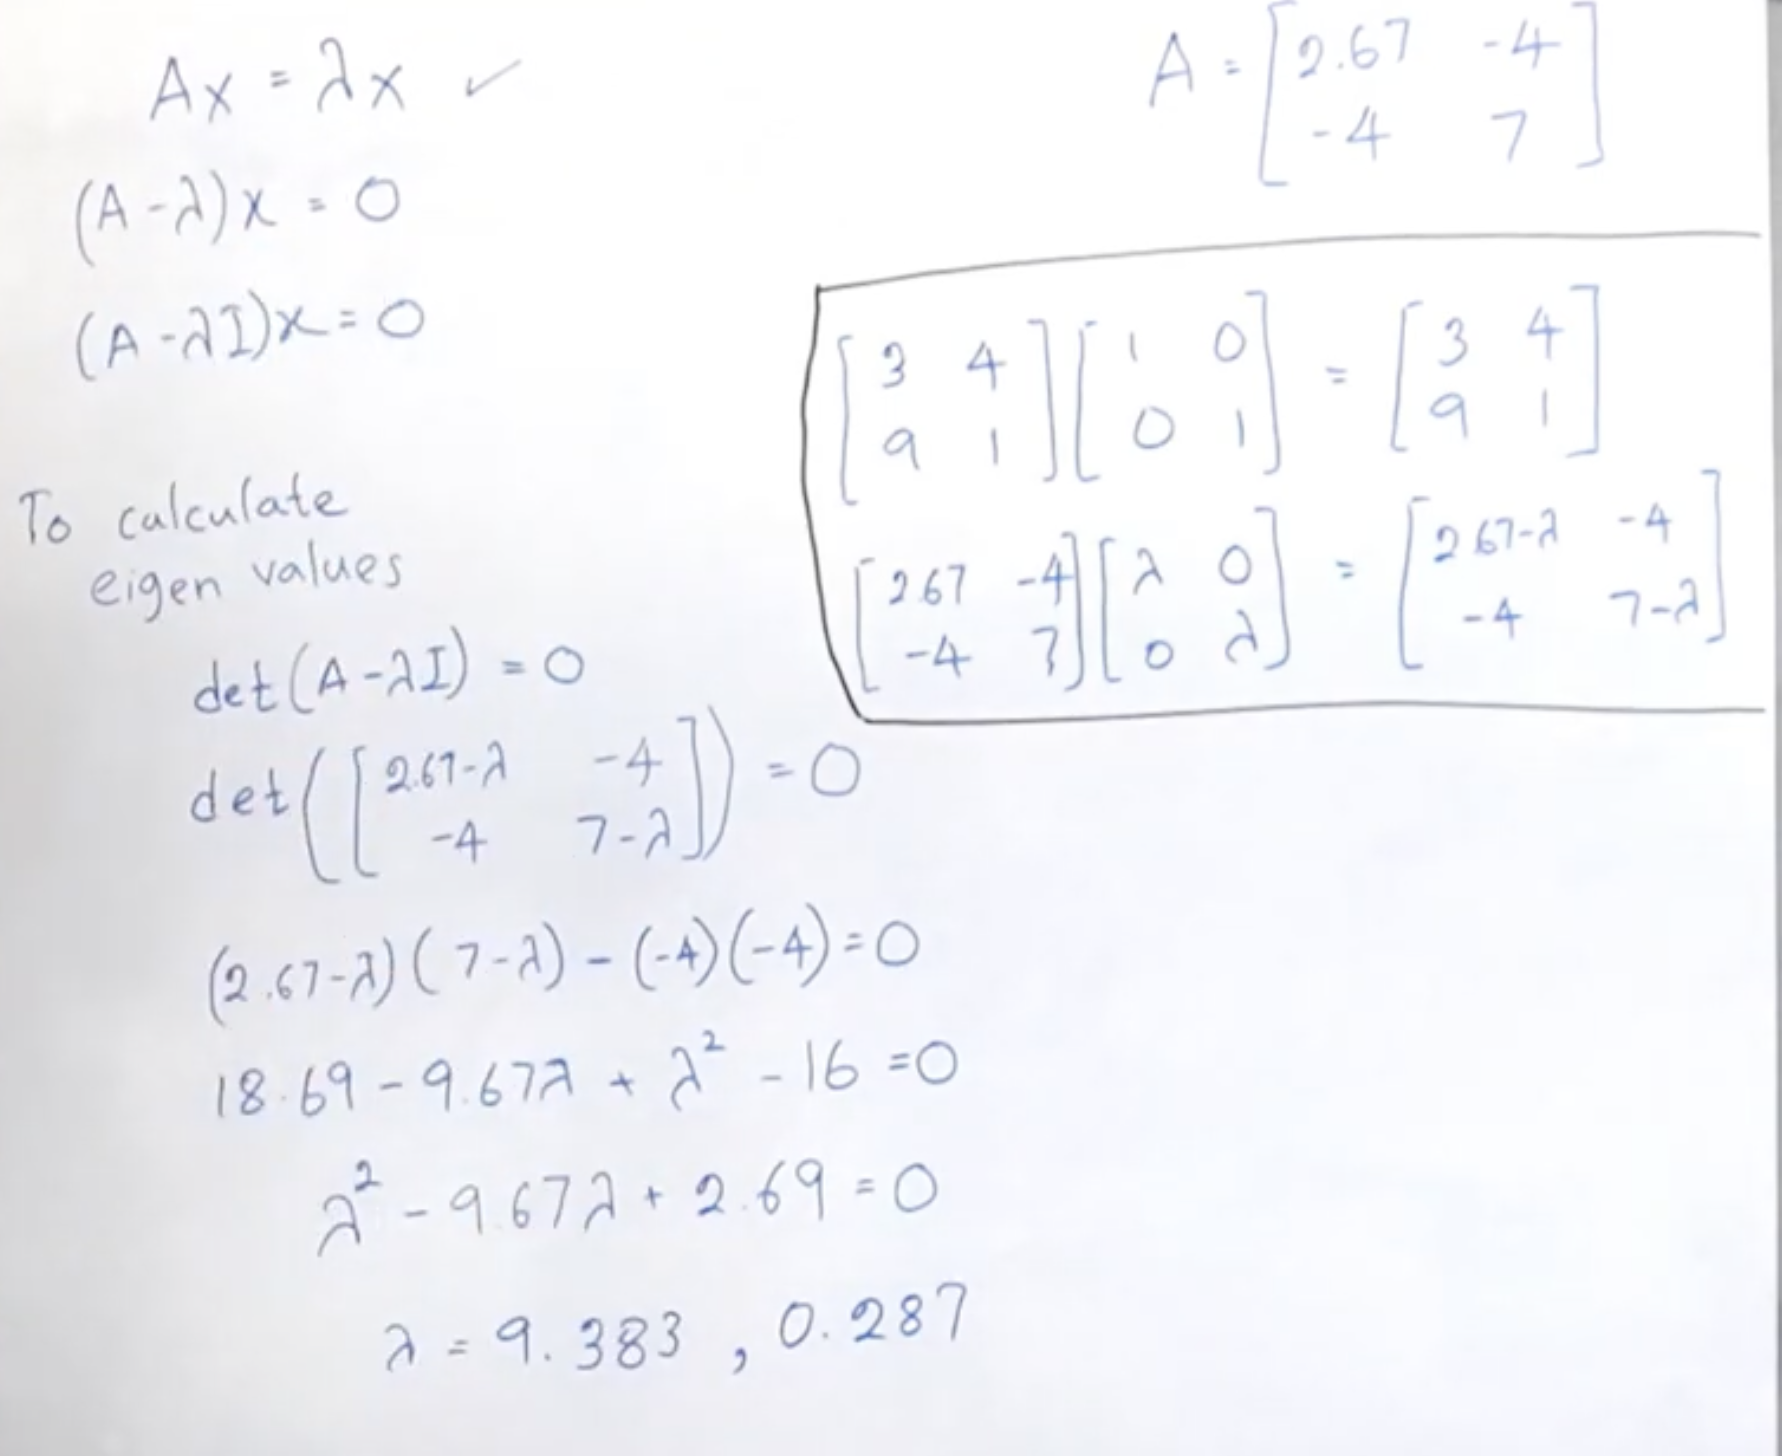 Ax = λx ✓
(A-λ)x = 0
(A-λI)x = 0
A = [2.67 -4
-4 7]
[3 4 [1 0 = [3 4
9 1] 0 1] 9 1]
[2.67 -4 [λ 0 = [2.67-λ -4
-4 7] 0 λ] -4 7-λ]
To calculate
eigen values
det(A-λI) = 0
det([2.67-λ -4
-4 7-λ]) = 0
(2.67-λ)(7-λ) - (-4)(-4) = 0
18.69 - 9.67λ + λ² - 16 = 0
λ² - 9.67λ + 2.69 = 0
λ = 9.383, 0.287